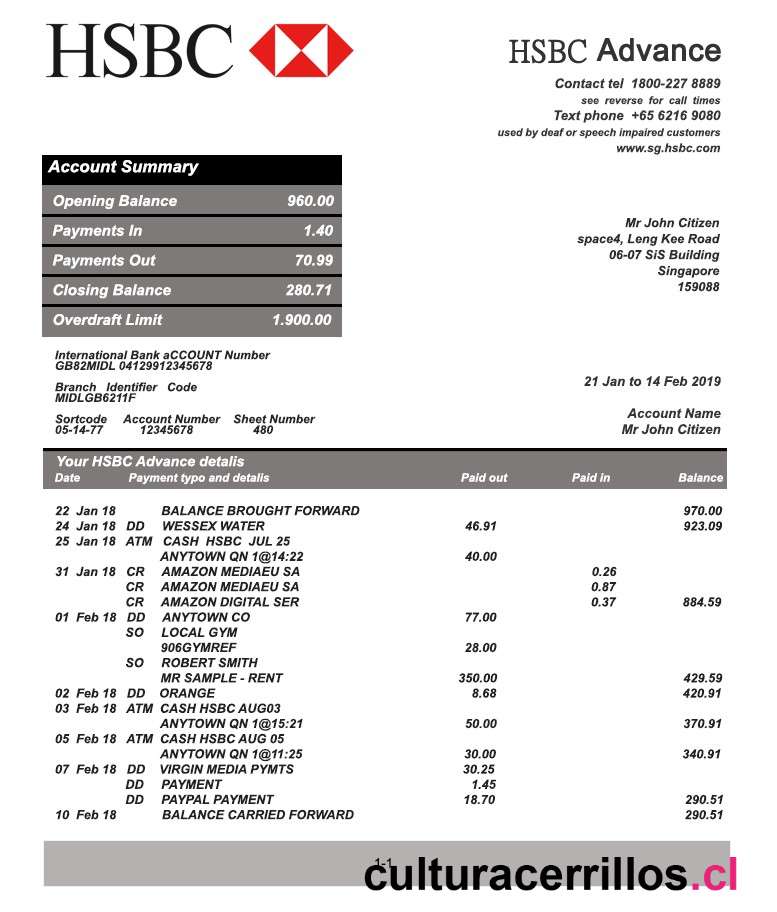 HSBC
HSBC Advance
Contact tel 1800-227 8889
see reverse for call times
Text phone +65 6216 9080
used by deaf or speech impaired customers
www.sg.hsbc.com
Account Summary
Opening Balance 960.00
Payments In 1.40
Payments Out 70.99
Closing Balance 280.71
Overdraft Limit 1.900.00
Mr John Citizen
space4, Leng Kee Road
06-07 SiS Building
Singapore
159088
International Bank aCCOUNT Number
GB82MIDL 04129912345678
Branch Identifier Code
MIDLGB6211F
Sortcode Account Number Sheet Number
05-14-77 12345678 480
21 Jan to 14 Feb 2019
Account Name
Mr John Citizen
Your HSBC Advance detalis
Date Payment typo and detalis Paid out Paid in Balance
22 Jan 18 BALANCE BROUGHT FORWARD 970.00
24 Jan 18 DD WESSEX WATER 46.91 923.09
25 Jan 18 ATM CASH HSBC JUL 25
ANYTOWN QN 1@14:22 40.00
31 Jan 18 CR AMAZON MEDIAEU SA 0.26
CR AMAZON MEDIAEU SA 0.87
CR AMAZON DIGITAL SER 0.37 884.59
01 Feb 18 DD ANYTOWN CO 77.00
SO LOCAL GYM
906GYMREF 28.00
SO ROBERT SMITH
MR SAMPLE - RENT 350.00 429.59
02 Feb 18 DD ORANGE 8.68 420.91
03 Feb 18 ATM CASH HSBC AUG03
ANYTOWN QN 1@15:21 50.00 370.91
05 Feb 18 ATM CASH HSBC AUG 05
ANYTOWN QN 1@11:25 30.00 340.91
07 Feb 18 DD VIRGIN MEDIA PYMTS 30.25
DD PAYMENT 1.45
DD PAYPAL PAYMENT 18.70 290.51
10 Feb 18 BALANCE CARRIED FORWARD 290.51
1-1
culturacerrillos.cl